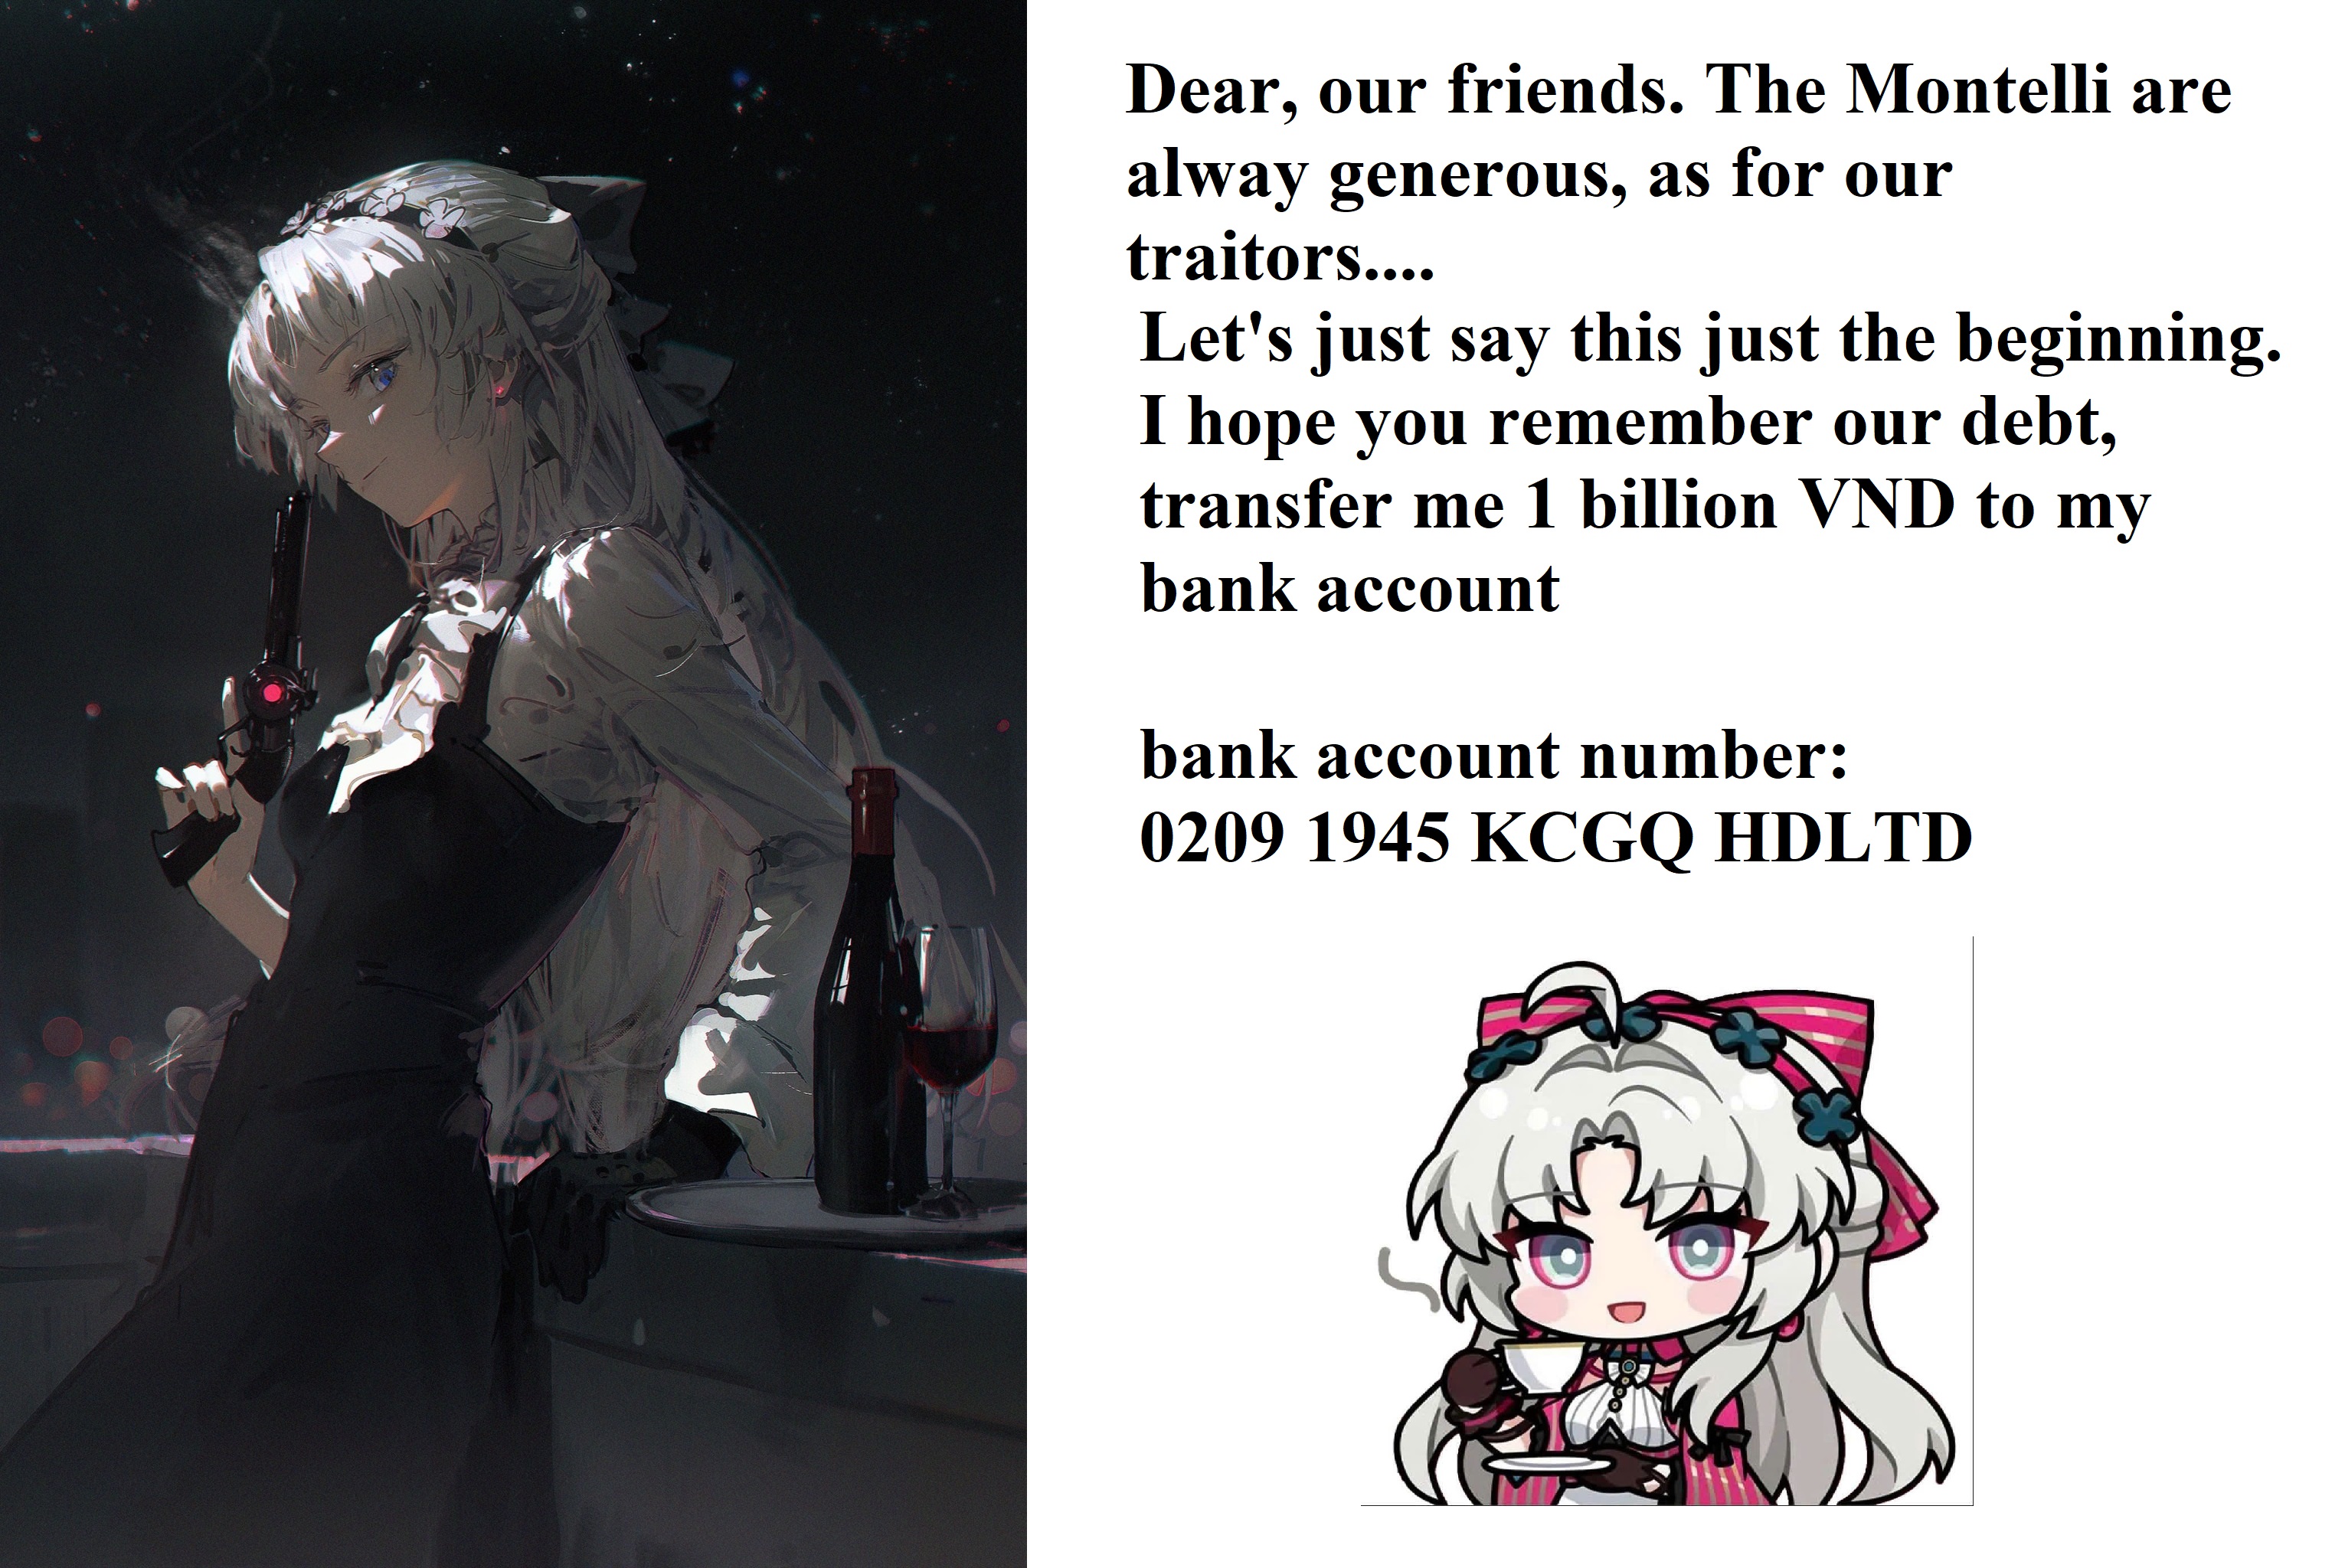 Dear, our friends. The Montelli are
alway generous, as for our
traitors....
Let's just say this just the beginning.
I hope you remember our debt,
transfer me 1 billion VND to my
bank account
bank account number:
0209 1945 KCGQ HDLTD